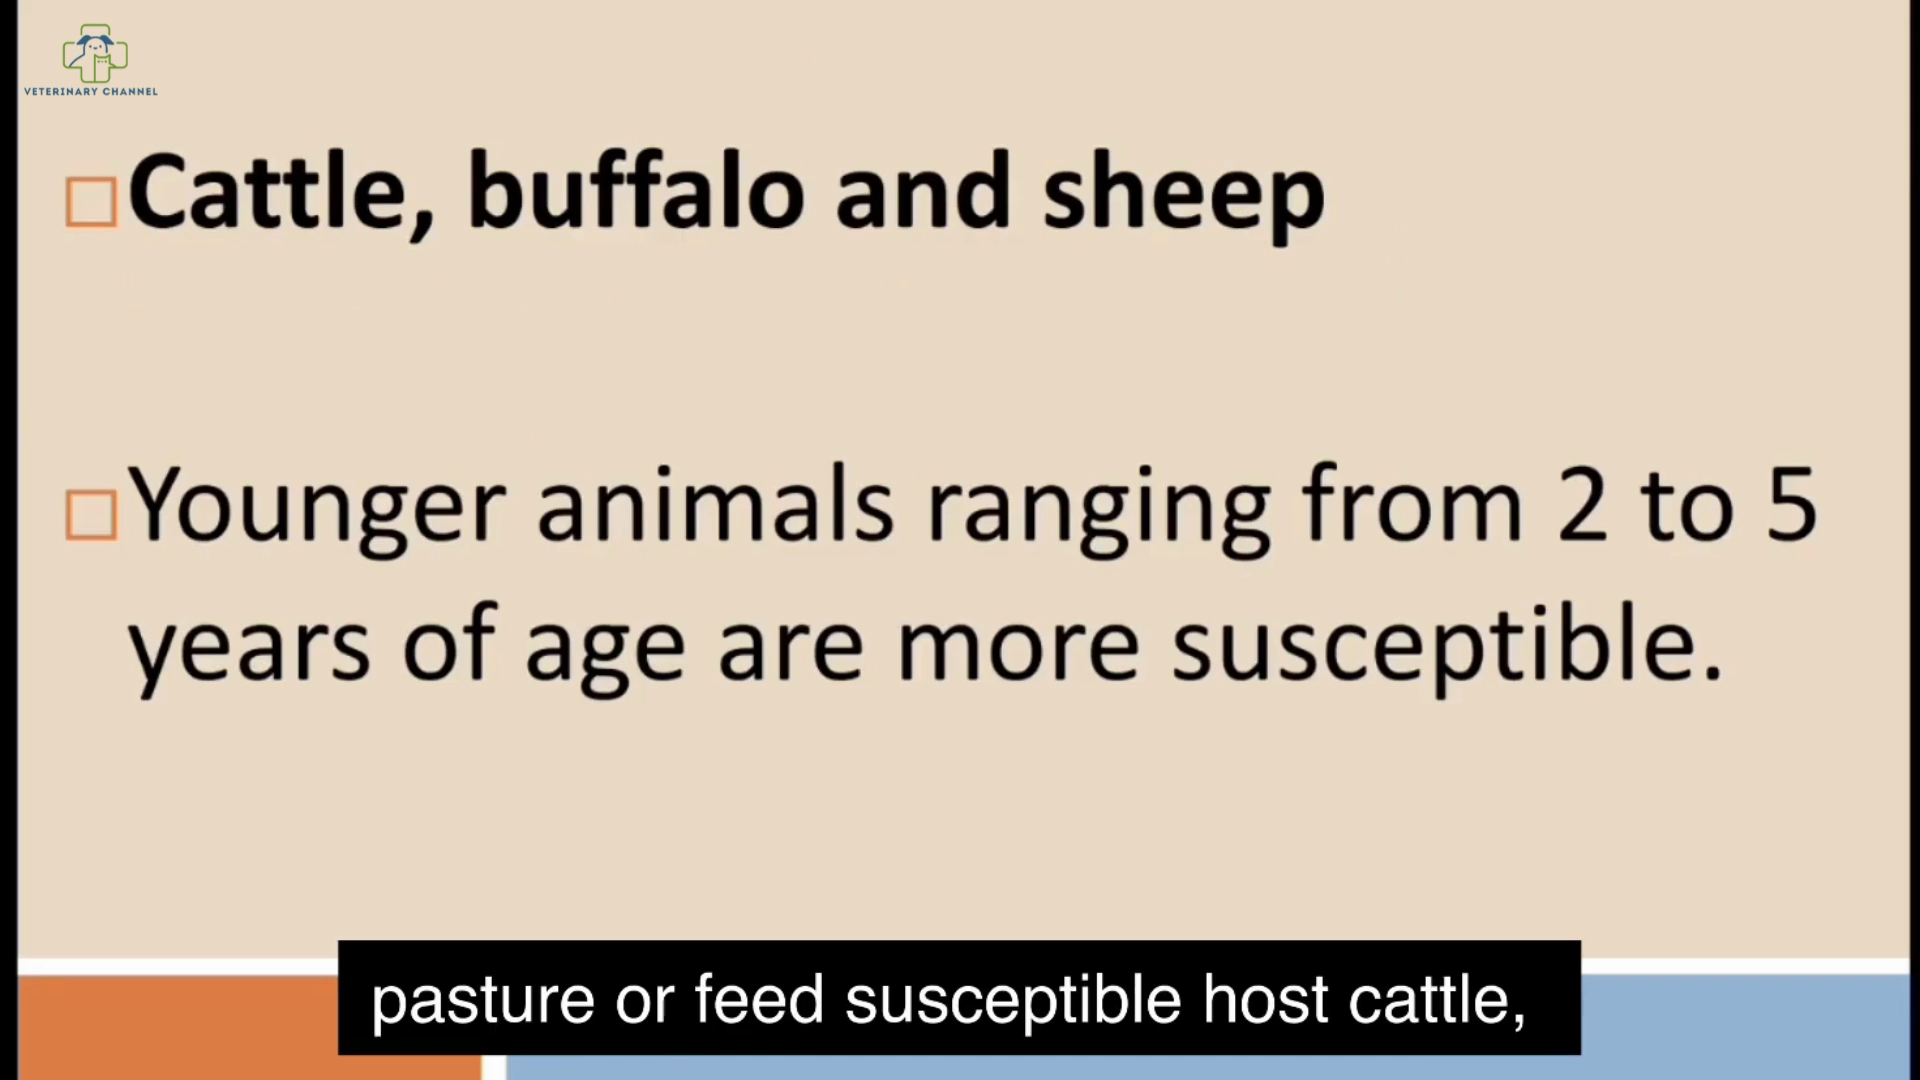 VETERINARY CHANNEL
Cattle, buffalo and sheep
Younger animals ranging from 2 to 5
years of age are more susceptible.
pasture or feed susceptible host cattle,